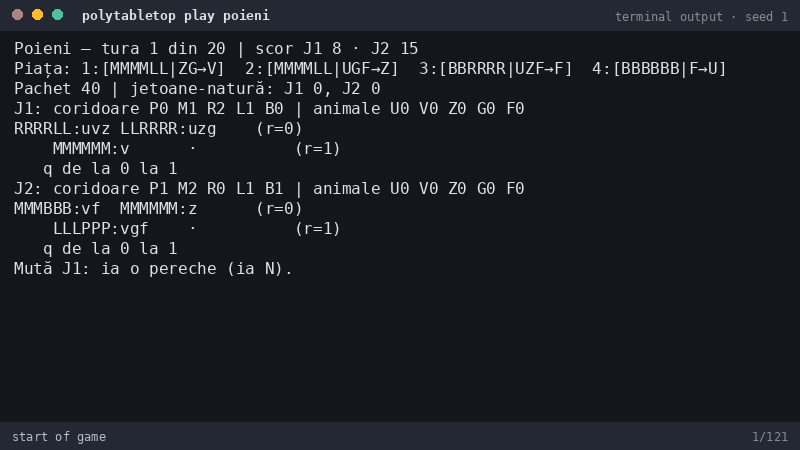 polytabletop play poieni
terminal output · seed 1
Poieni — tura 1 din 20 | scor J1 8 · J2 15
Piața: 1:[MMMMLL|ZG→V]  2:[MMMMLL|UGF→Z]  3:[BBRRRR|UZF→F]  4:[BBBBBB|F→U]
Pachet 40 | jetoane-natură: J1 0, J2 0
J1: coridoare P0 M1 R2 L1 B0 | animale U0 V0 Z0 G0 F0
RRRRLL:uvz LLRRRR:uzg    (r=0)
    MMMMMM:v      ·          (r=1)
   q de la 0 la 1
J2: coridoare P1 M2 R0 L1 B1 | animale U0 V0 Z0 G0 F0
MMMBBB:vf  MMMMMM:z      (r=0)
    LLLPPP:vgf    ·          (r=1)
   q de la 0 la 1
Mută J1: ia o pereche (ia N).
start of game
1/121